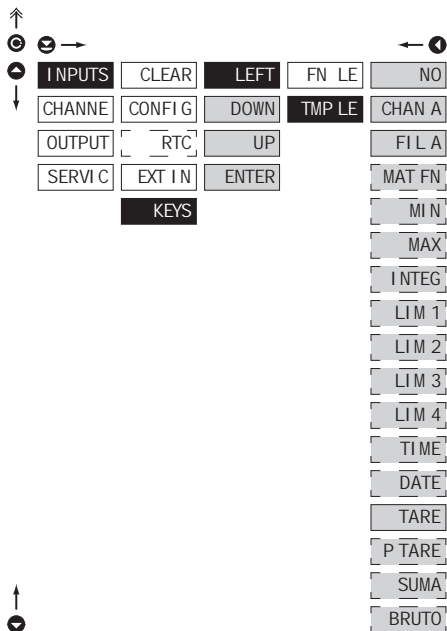 INPUTS CLEAR LEFT FN LE NO
CHANNE CONFIG DOWN TMP LE CHAN A
OUTPUT RTC UP FIL A
SERVIC EXT IN ENTER MAT FN
KEYS MIN
MAX
INTEG
LIM 1
LIM 2
LIM 3
LIM 4
TIME
DATE
TARE
P TARE
SUMA
BRUTO